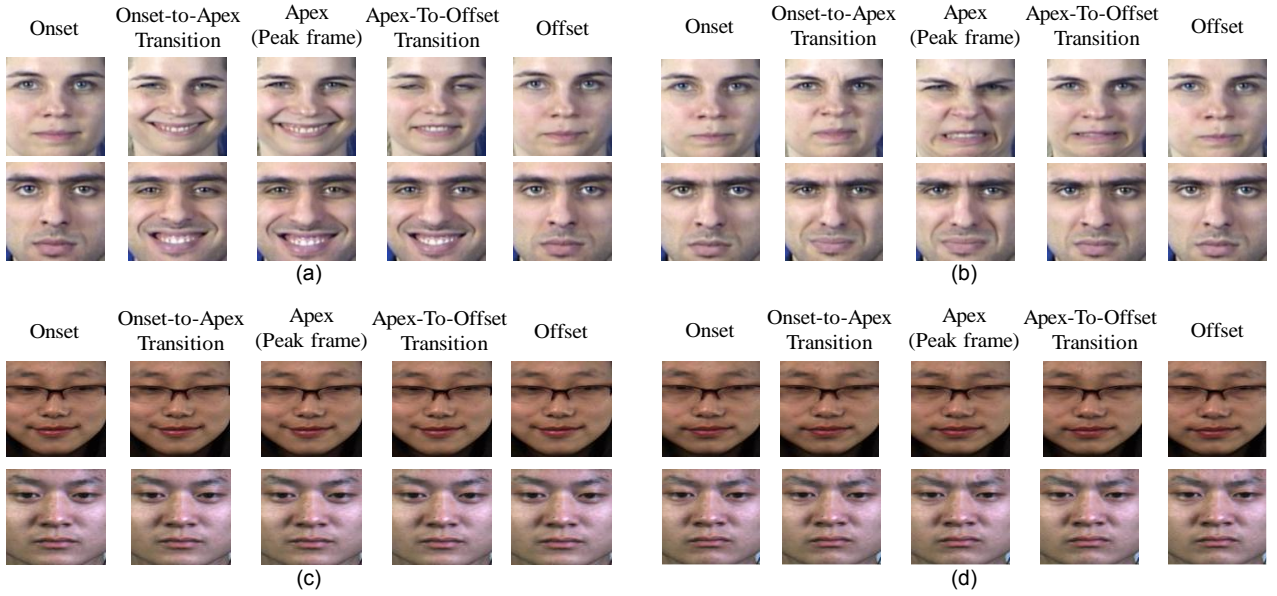 Onset
Onset-to-Apex
Transition
Apex
(Peak frame)
Apex-To-Offset
Transition
Offset
(a)
Onset
Onset-to-Apex
Transition
Apex
(Peak frame)
Apex-To-Offset
Transition
Offset
(b)
Onset
Onset-to-Apex
Transition
Apex
(Peak frame)
Apex-To-Offset
Transition
Offset
(c)
Onset
Onset-to-Apex
Transition
Apex
(Peak frame)
Apex-To-Offset
Transition
Offset
(d)